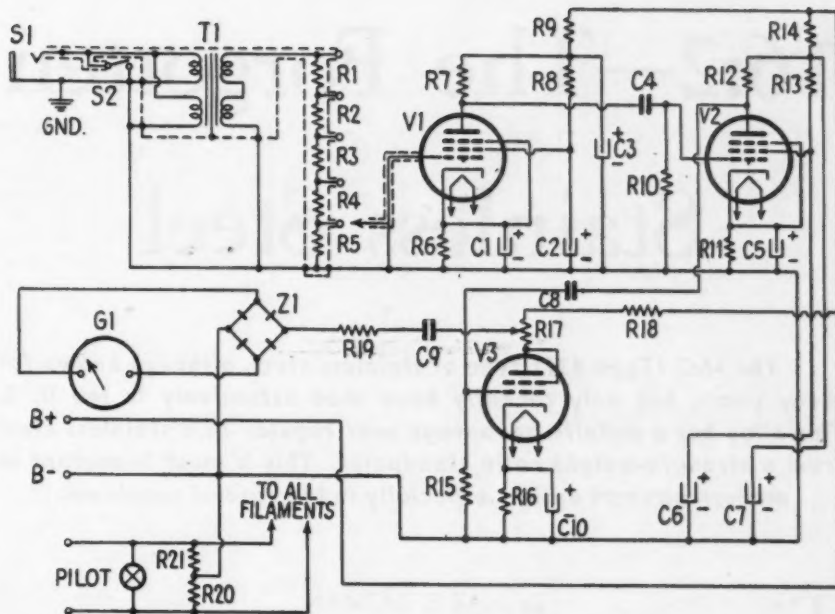 S1
T1
S2
GND.
R1
R2
R3
R4
R5
R9
R14
R7
R8
C4
R12
R13
V1
V2
+
C3
-
R10
R6
C1
+
-
C2
+
-
R11
C5
+
-
G1
Z1
C8
R19
C9
R17
R18
V3
B+
B-
R15
R16
C10
C6
+
-
C7
+
-
TO ALL
FILAMENTS
PILOT
R21
R20